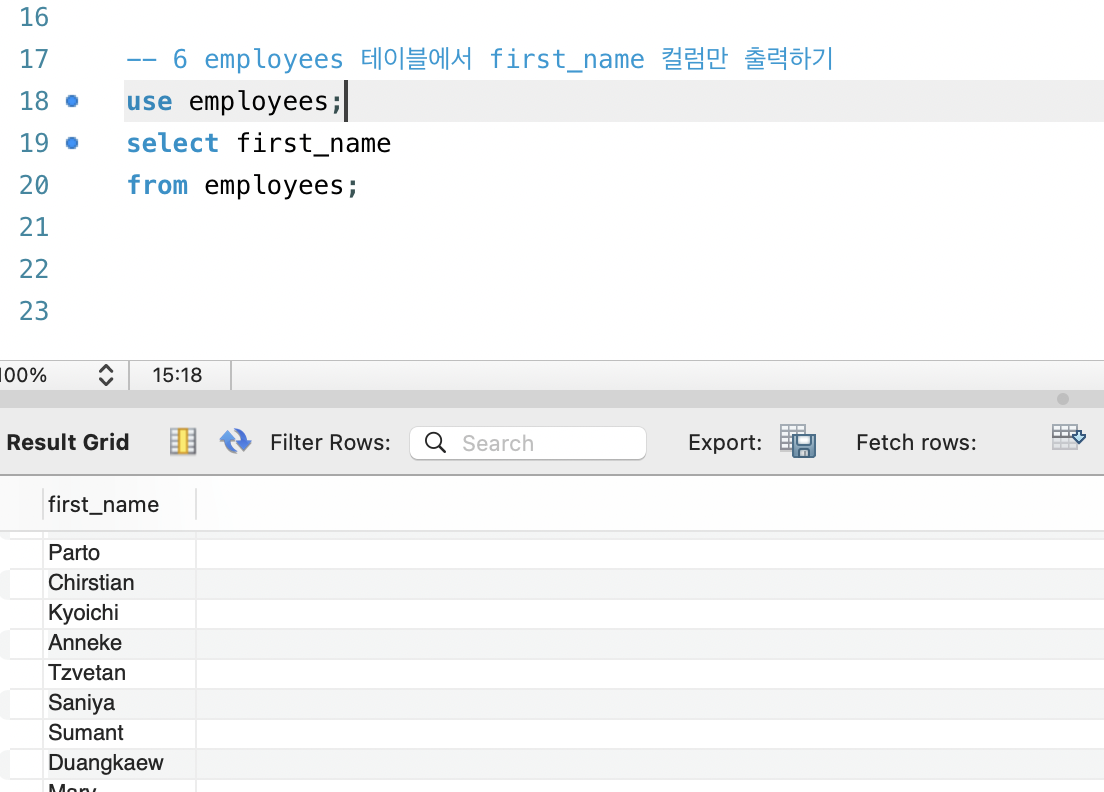 16
17 -- 6 employees 테이블에서 first_name 컬럼만 출력하기
18 use employees;
19 select first_name
20 from employees;
21
22
23
100% 15:18
Result Grid Filter Rows: Search Export: Fetch rows:
first_name
Parto
Chirstian
Kyoichi
Anneke
Tzvetan
Saniya
Sumant
Duangkaew
Mary